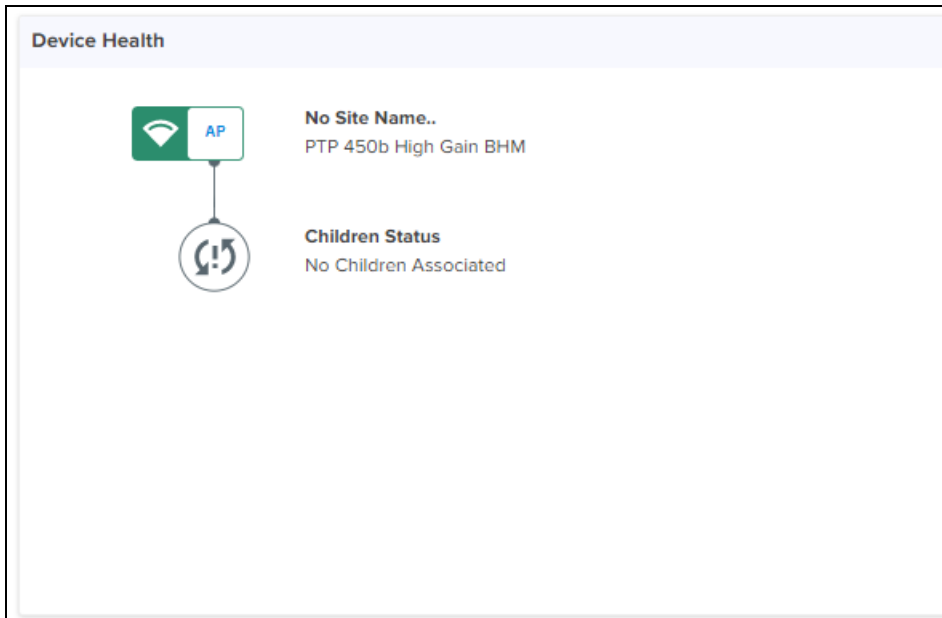 Device Health
AP
No Site Name..
PTP 450b High Gain BHM
Children Status
No Children Associated